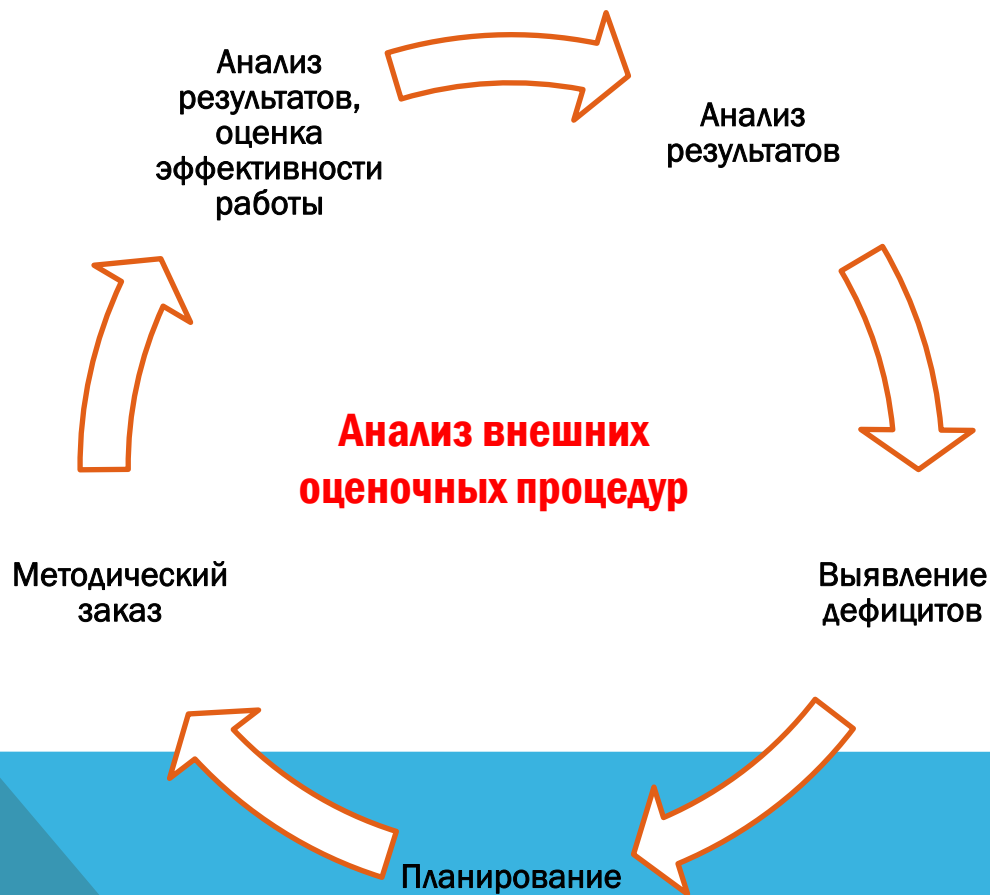 Анализ
результатов,
оценка
эффективности
работы
Анализ
результатов
Анализ внешних
оценочных процедур
Методический
заказ
Выявление
дефицитов
Планирование